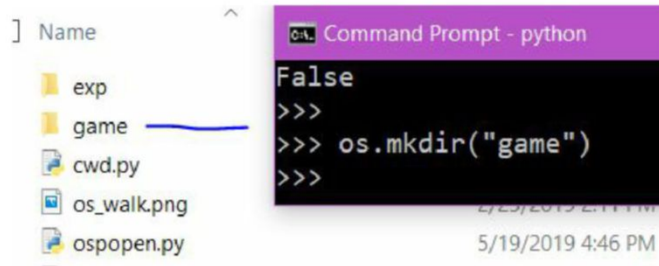 Name
exp
game
cwd.py
os_walk.png
ospopen.py
5/19/2019 4:46 PM
Command Prompt - python
False
>>>
>>> os.mkdir("game")
>>>